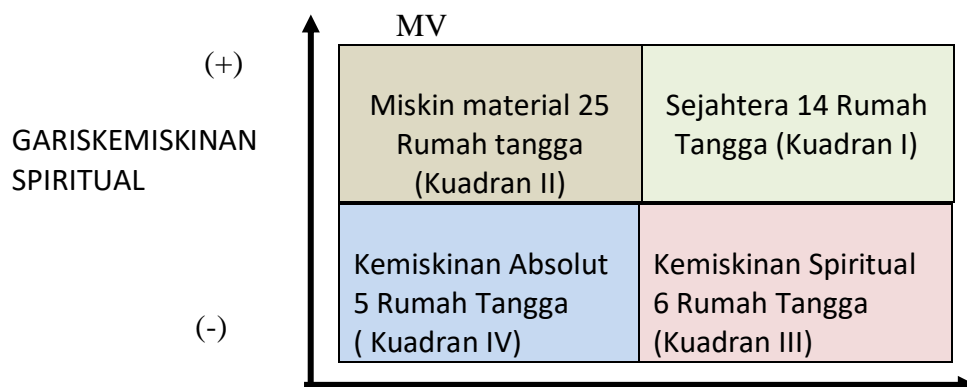 MV
(+)
GARISKEMISKINAN
SPIRITUAL
Miskin material 25
Rumah tangga
(Kuadran II)
Sejahtera 14 Rumah
Tangga (Kuadran I)
Kemiskinan Absolut
5 Rumah Tangga
( Kuadran IV)
Kemiskinan Spiritual
6 Rumah Tangga
(Kuadran III)
(-)